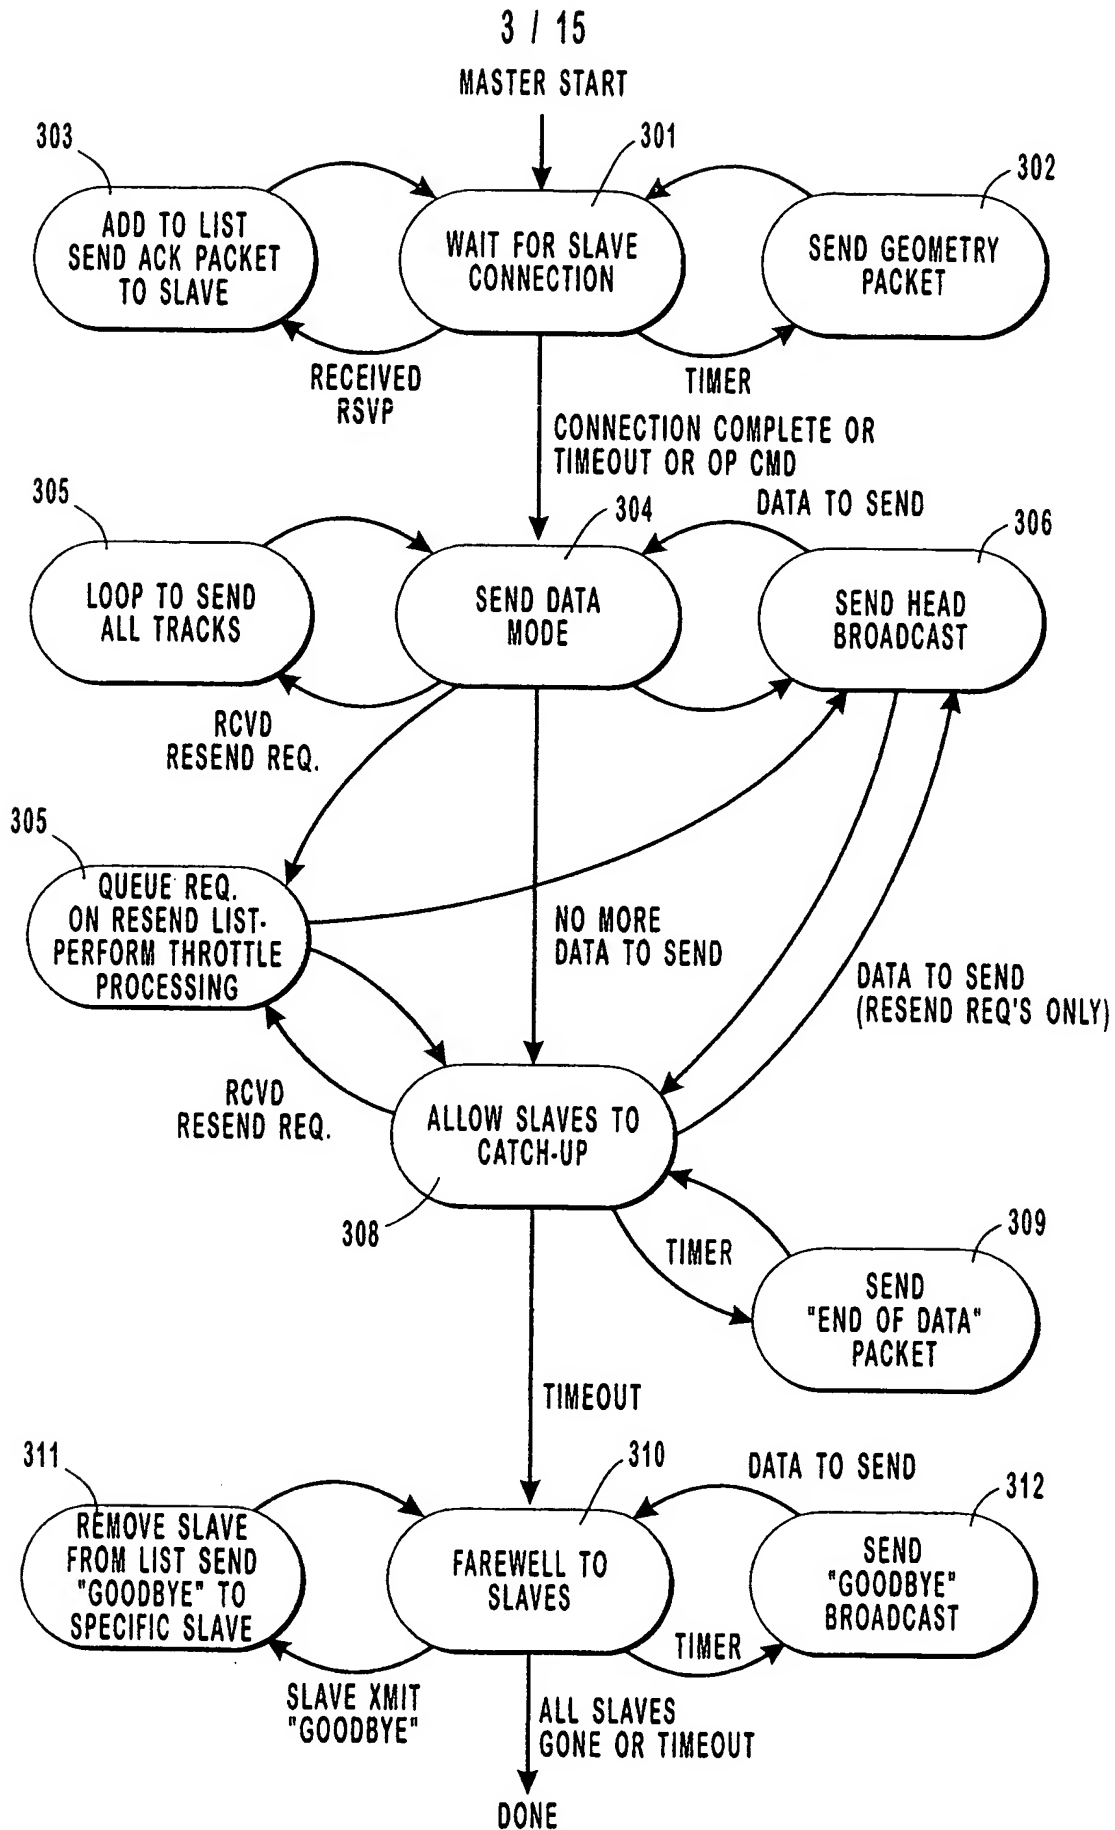 3 / 15
MASTER START
303
301
302
ADD TO LIST
SEND ACK PACKET
TO SLAVE
WAIT FOR SLAVE
CONNECTION
SEND GEOMETRY
PACKET
RECEIVED
RSVP
TIMER
CONNECTION COMPLETE OR
TIMEOUT OR OP CMD
305
304
DATA TO SEND
306
LOOP TO SEND
ALL TRACKS
SEND DATA
MODE
SEND HEAD
BROADCAST
RCVD
RESEND REQ.
305
QUEUE REQ.
ON RESEND LIST-
PERFORM THROTTLE
PROCESSING
NO MORE
DATA TO SEND
DATA TO SEND
(RESEND REQ'S ONLY)
RCVD
RESEND REQ.
ALLOW SLAVES TO
CATCH-UP
308
TIMER
309
SEND
"END OF DATA"
PACKET
TIMEOUT
311
310
DATA TO SEND
312
REMOVE SLAVE
FROM LIST SEND
"GOODBYE" TO
SPECIFIC SLAVE
FAREWELL TO
SLAVES
SEND
"GOODBYE"
BROADCAST
TIMER
SLAVE XMIT
"GOODBYE"
ALL SLAVES
GONE OR TIMEOUT
DONE